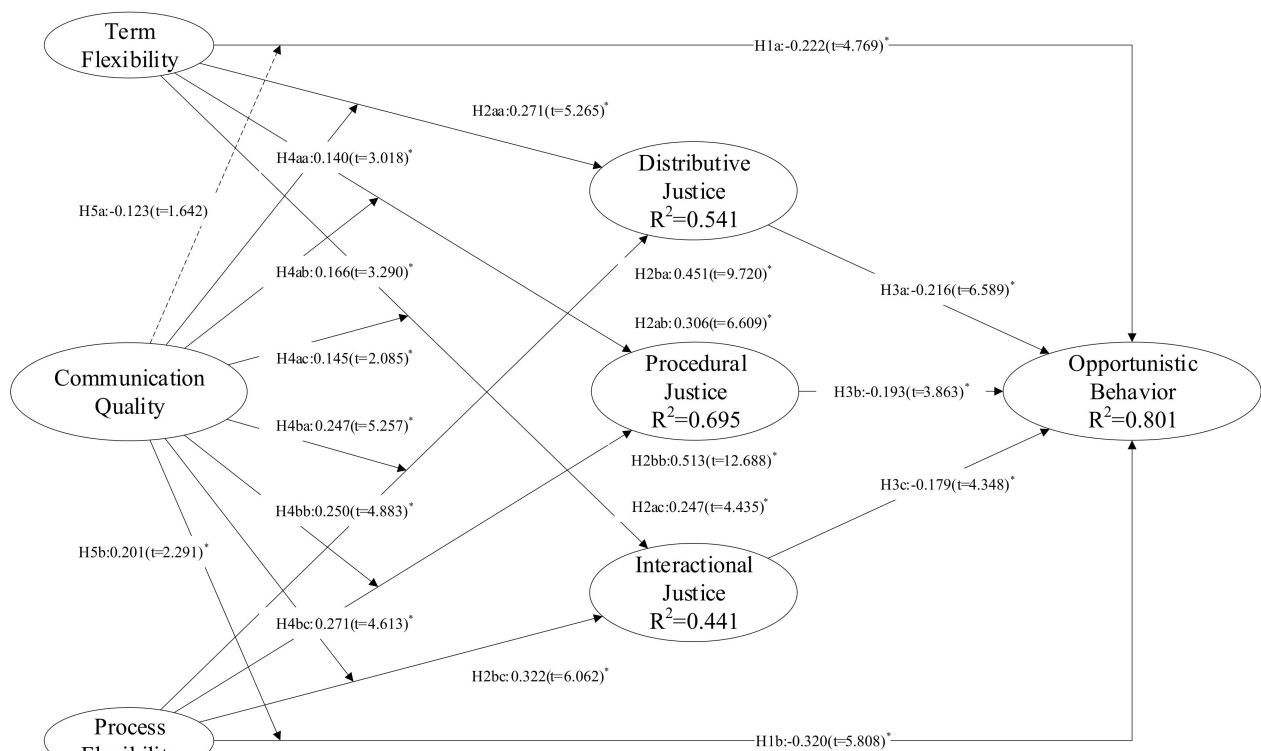 Term
Flexibility
H1a:-0.222(t=4.769)*
H2aa:0.271(t=5.265)*
H4aa:0.140(t=3.018)*
Distributive
Justice
R²=0.541
H5a:-0.123(t=1.642)
H4ab:0.166(t=3.290)*
H2ba:0.451(t=9.720)*
H3a:-0.216(t=6.589)*
H2ab:0.306(t=6.609)*
H4ac:0.145(t=2.085)*
Communication
Quality
Procedural
Justice
R²=0.695
H3b:-0.193(t=3.863)*
Opportunistic
Behavior
R²=0.801
H4ba:0.247(t=5.257)*
H2bb:0.513(t=12.688)*
H3c:-0.179(t=4.348)*
H4bb:0.250(t=4.883)*
H2ac:0.247(t=4.435)*
H5b:0.201(t=2.291)*
Interactional
Justice
R²=0.441
H4bc:0.271(t=4.613)*
H2bc:0.322(t=6.062)*
Process
H1b:-0.320(t=5.808)*